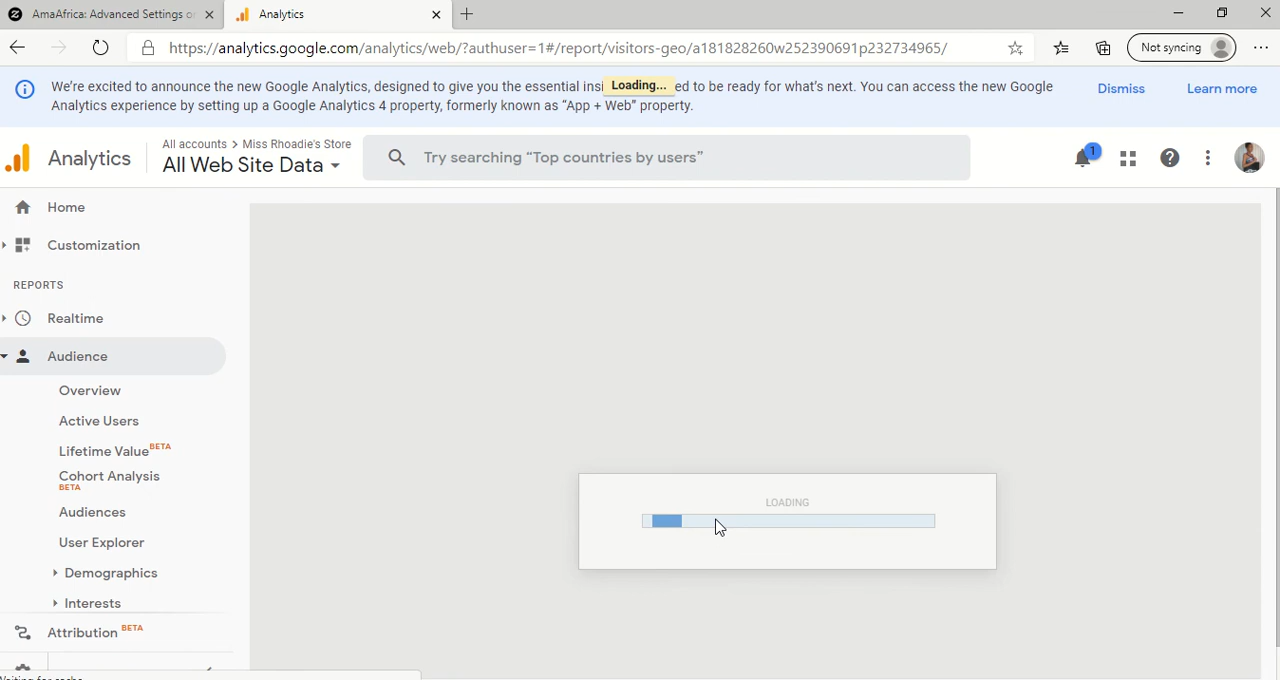 AmaAfrica: Advanced Settings o
Analytics
https://analytics.google.com/analytics/web/?authuser=1#/report/visitors-geo/a181828260w252390691p232734965/
Not syncing
We're excited to announce the new Google Analytics, designed to give you the essential insi Loading... ed to be ready for what's next. You can access the new Google
Analytics experience by setting up a Google Analytics 4 property, formerly known as “App + Web” property.
Dismiss
Learn more
Analytics
All accounts > Miss Rhoadie's Store
All Web Site Data
Try searching “Top countries by users”
1
Home
Customization
REPORTS
Realtime
Audience
Overview
Active Users
Lifetime Value BETA
Cohort Analysis
BETA
Audiences
User Explorer
Demographics
Interests
Attribution BETA
LOADING